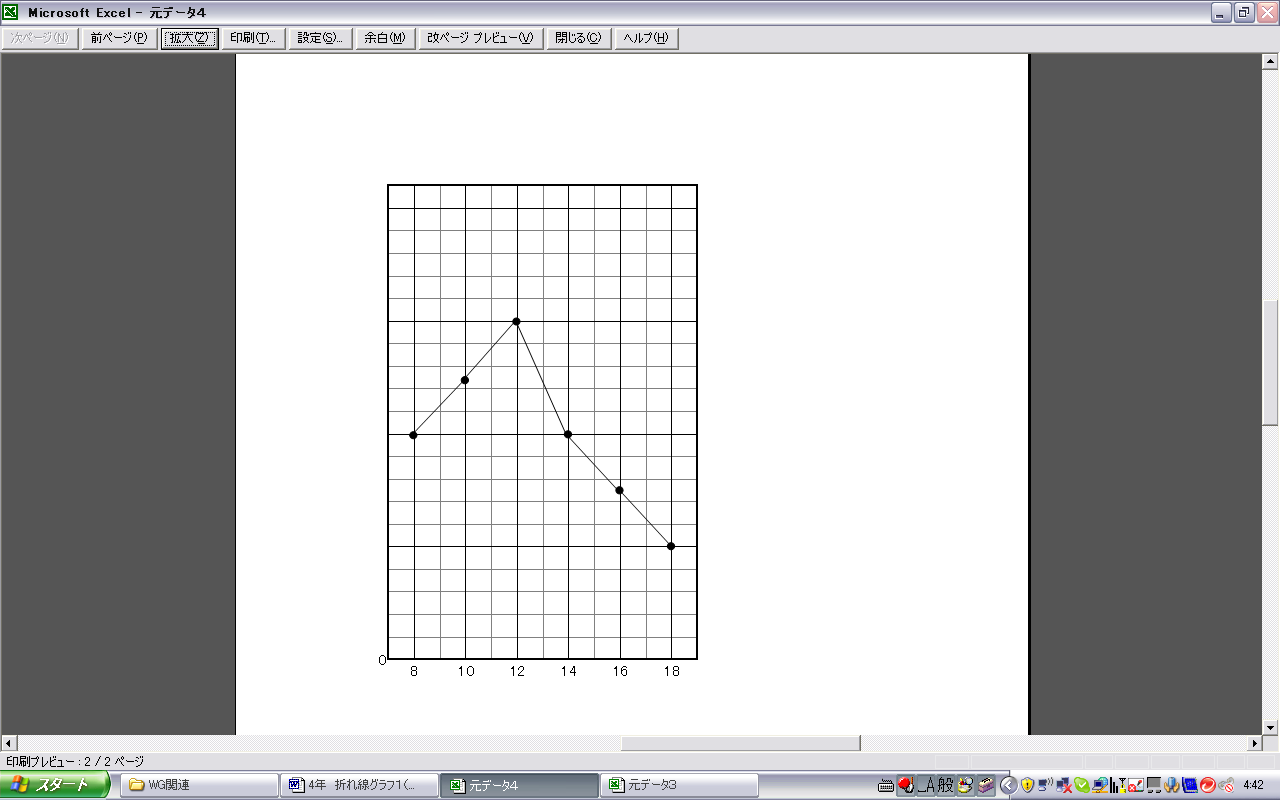 Microsoft Excel - 元データ4
次ページ(N) 前ページ(P) 拡大(Z) 印刷(T)... 設定(S)... 余白(M) 改ページ プレビュー(V) 閉じる(C) ヘルプ(H)
0
8 10 12 14 16 18
印刷プレビュー : 2 / 2 ページ
スタート WG関連 4年 折れ線グラフ1(... 元データ4 元データ3 _A 般 4:42